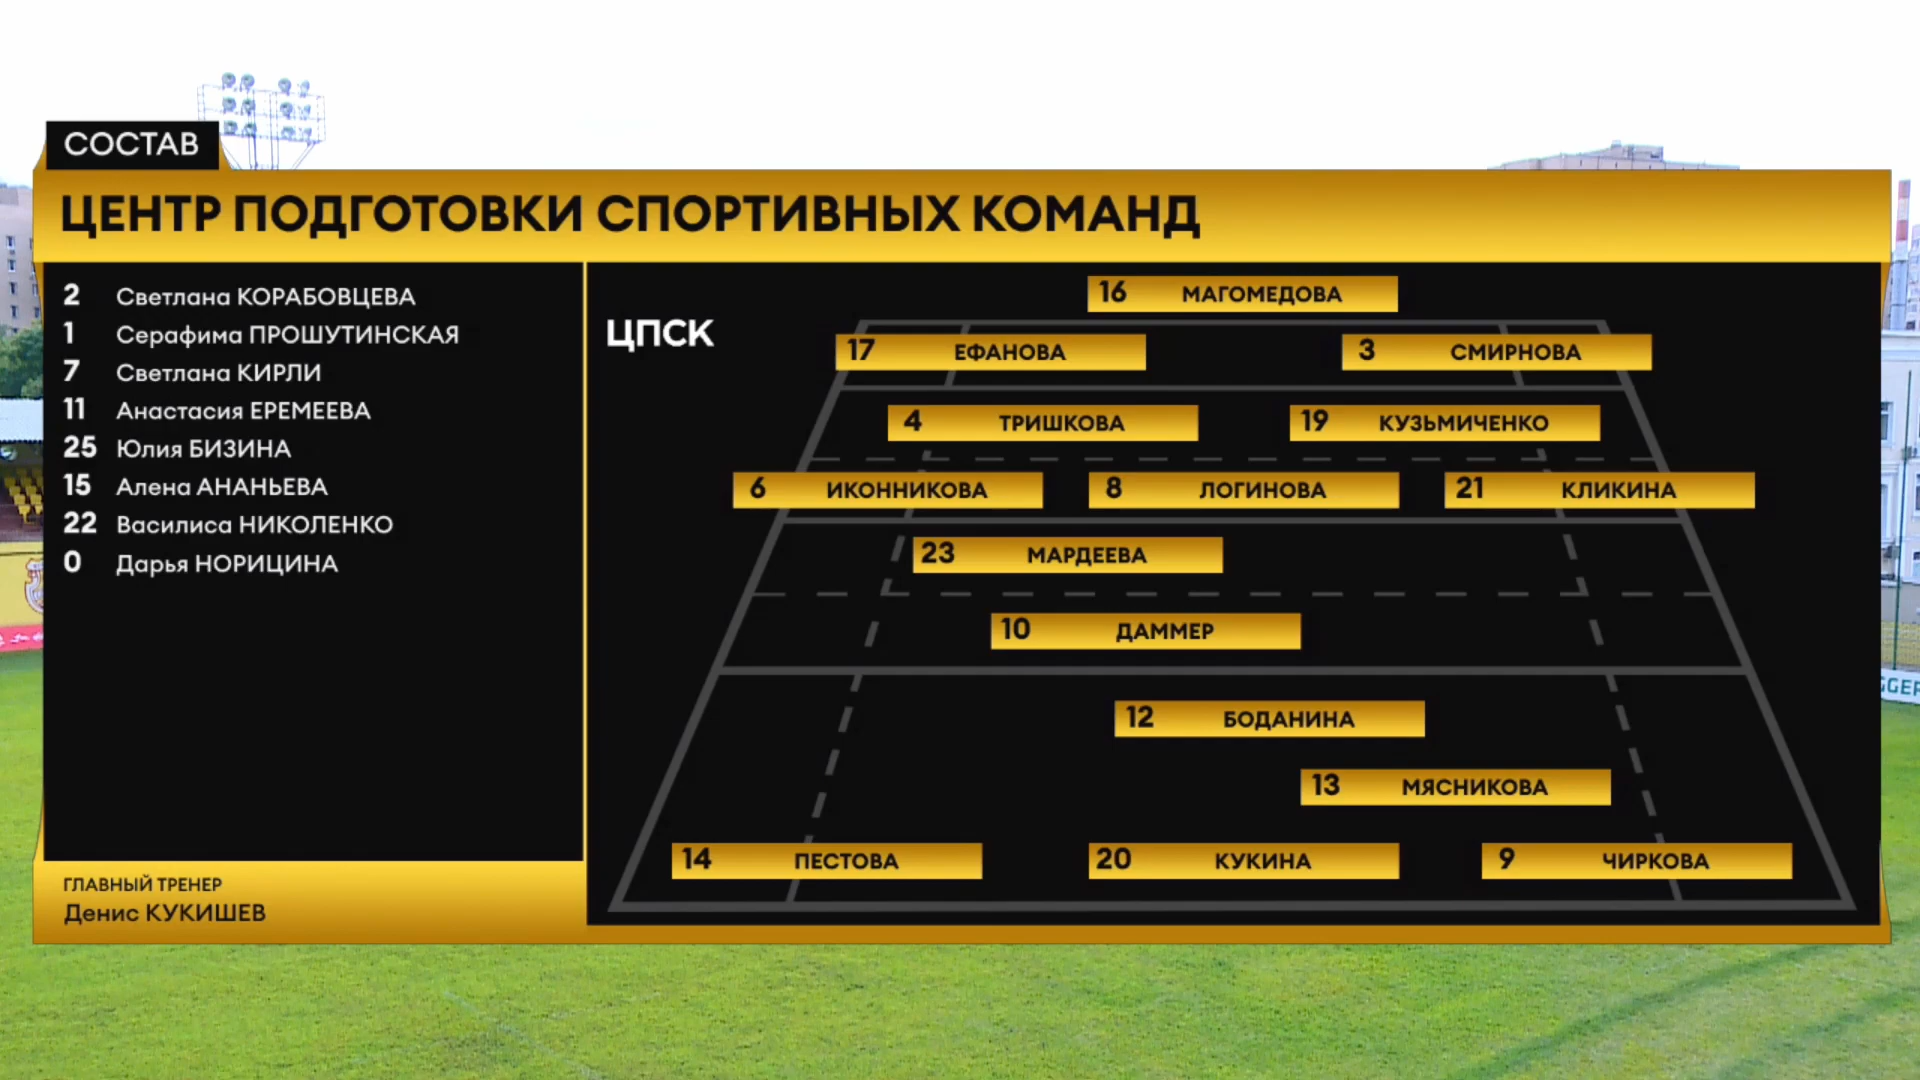 СОСТАВ
ЦЕНТР ПОДГОТОВКИ СПОРТИВНЫХ КОМАНД
2 Светлана КОРАБОВЦЕВА
1 Серафима ПРОШУТИНСКАЯ
7 Светлана КИРЛИ
11 Анастасия ЕРЕМЕЕВА
25 Юлия БИЗИНА
15 Алена АНАНЬЕВА
22 Василиса НИКОЛЕНКО
0 Дарья НОРИЦИНА
ГЛАВНЫЙ ТРЕНЕР
Денис КУКИШЕВ
ЦПСК
16 МАГОМЕДОВА
17 ЕФАНОВА
3 СМИРНОВА
4 ТРИШКОВА
19 КУЗЬМИЧЕНКО
6 ИКОННИКОВА
8 ЛОГИНОВА
21 КЛИКИНА
23 МАРДЕЕВА
10 ДАММЕР
12 БОДАНИНА
13 МЯСНИКОВА
14 ПЕСТОВА
20 КУКИНА
9 ЧИРКОВА